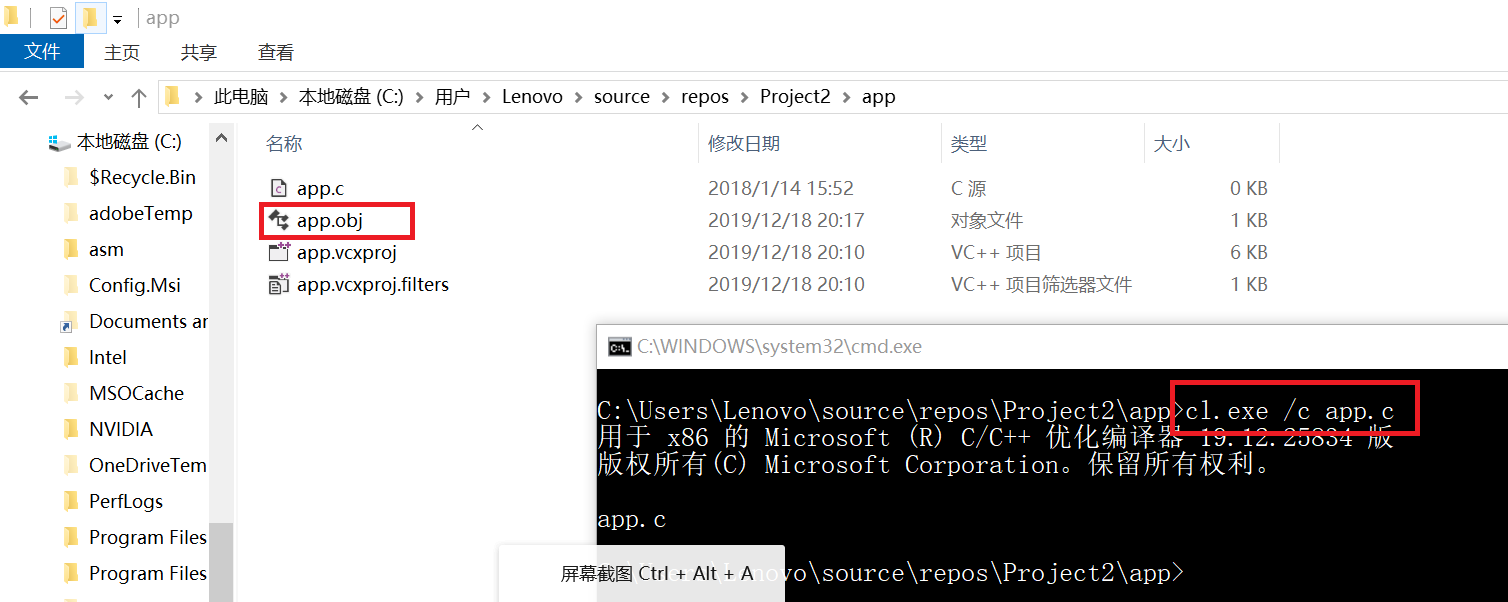 app
文件 主页 共享 查看
此电脑 本地磁盘 (C:) 用户 Lenovo source repos Project2 app
本地磁盘 (C:)
$Recycle.Bin
adobeTemp
asm
Config.Msi
Documents ar
Intel
MSOCache
NVIDIA
OneDriveTem
PerfLogs
Program Files
Program Files
名称 修改日期 类型 大小
app.c 2018/1/14 15:52 C 源 0 KB
app.obj 2019/12/18 20:17 对象文件 1 KB
app.vcxproj 2019/12/18 20:10 VC++ 项目 6 KB
app.vcxproj.filters 2019/12/18 20:10 VC++ 项目筛选器文件 1 KB
C:\WINDOWS\system32\cmd.exe
C:\Users\Lenovo\source\repos\Project2\app>cl.exe /c app.c
用于 x86 的 Microsoft (R) C/C++ 优化编译器 19.12.25834 版
版权所有(C) Microsoft Corporation。保留所有权利。
app.c
\Lenovo\source\repos\Project2\app>
屏幕截图 Ctrl + Alt + A